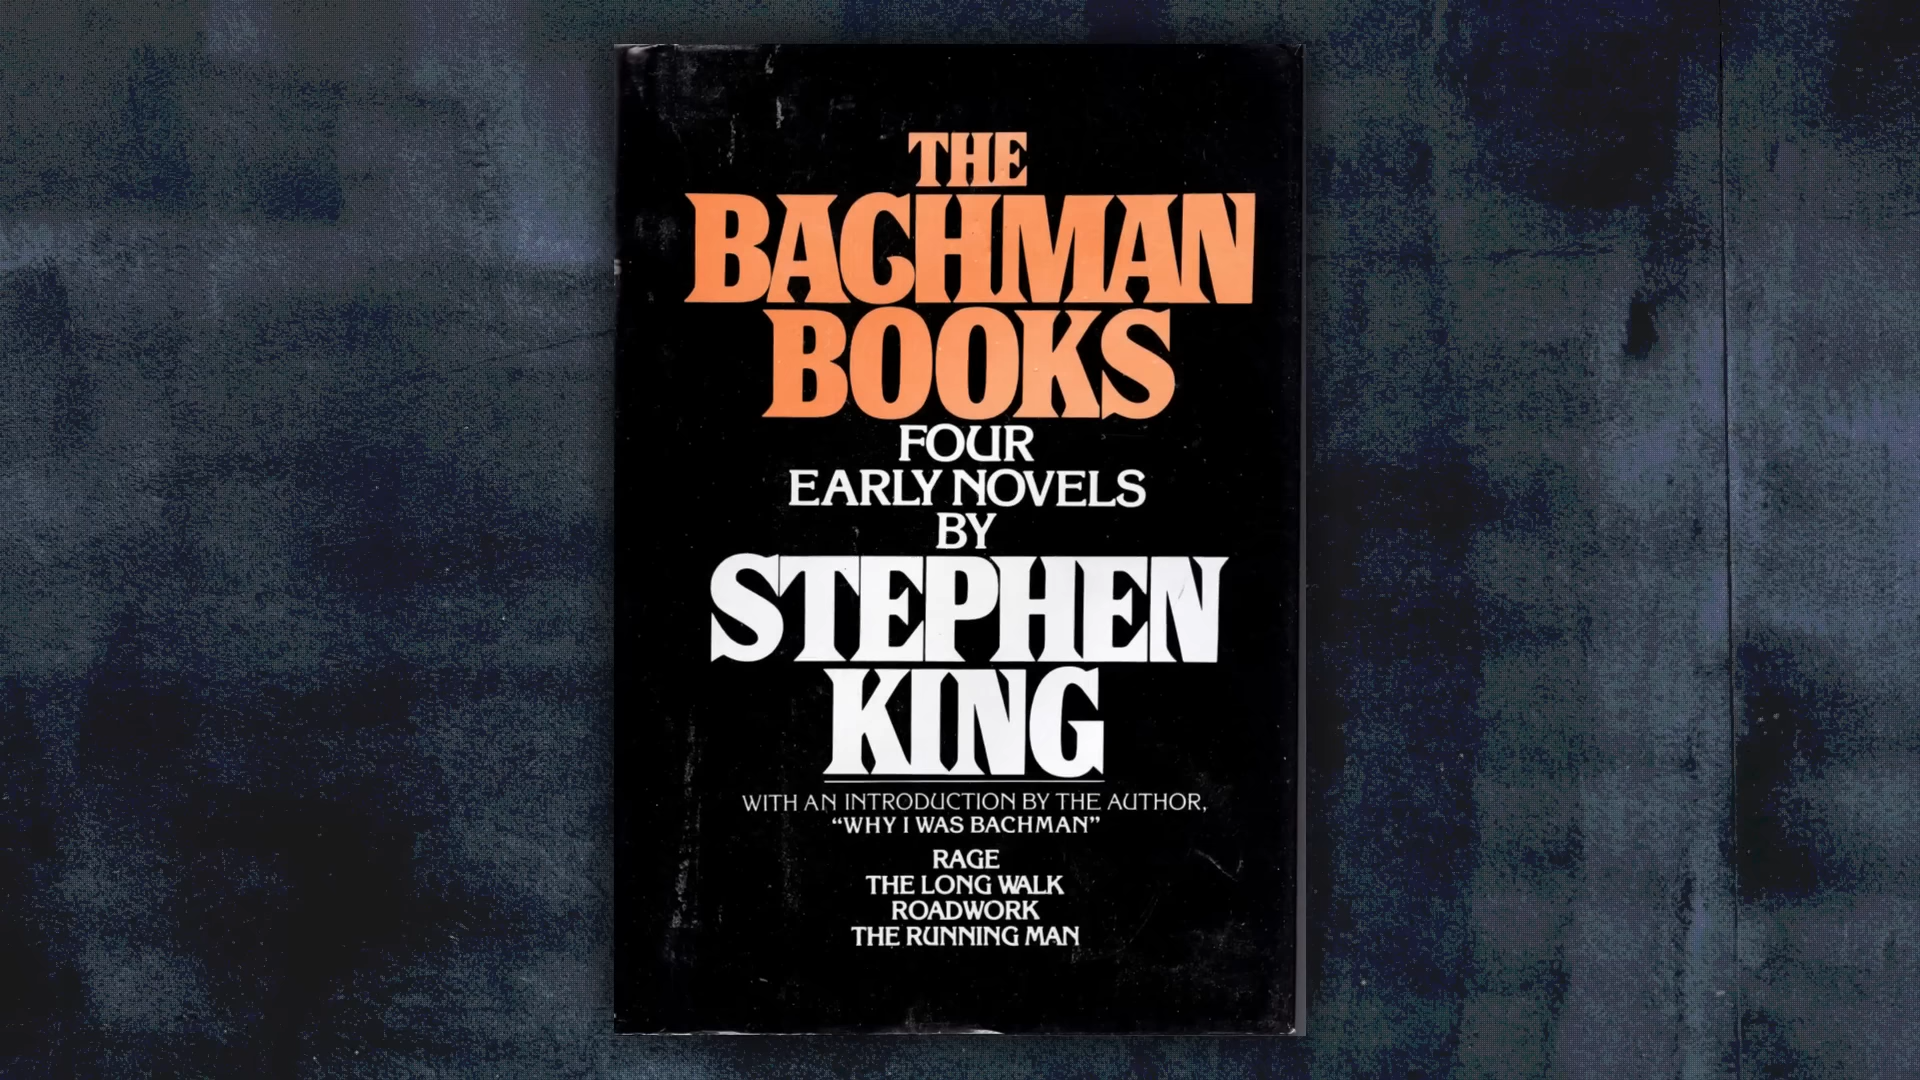 THE
BACHMAN
BOOKS
FOUR
EARLY NOVELS
BY
STEPHEN
KING
WITH AN INTRODUCTION BY THE AUTHOR,
“WHY I WAS BACHMAN”
RAGE
THE LONG WALK
ROADWORK
THE RUNNING MAN